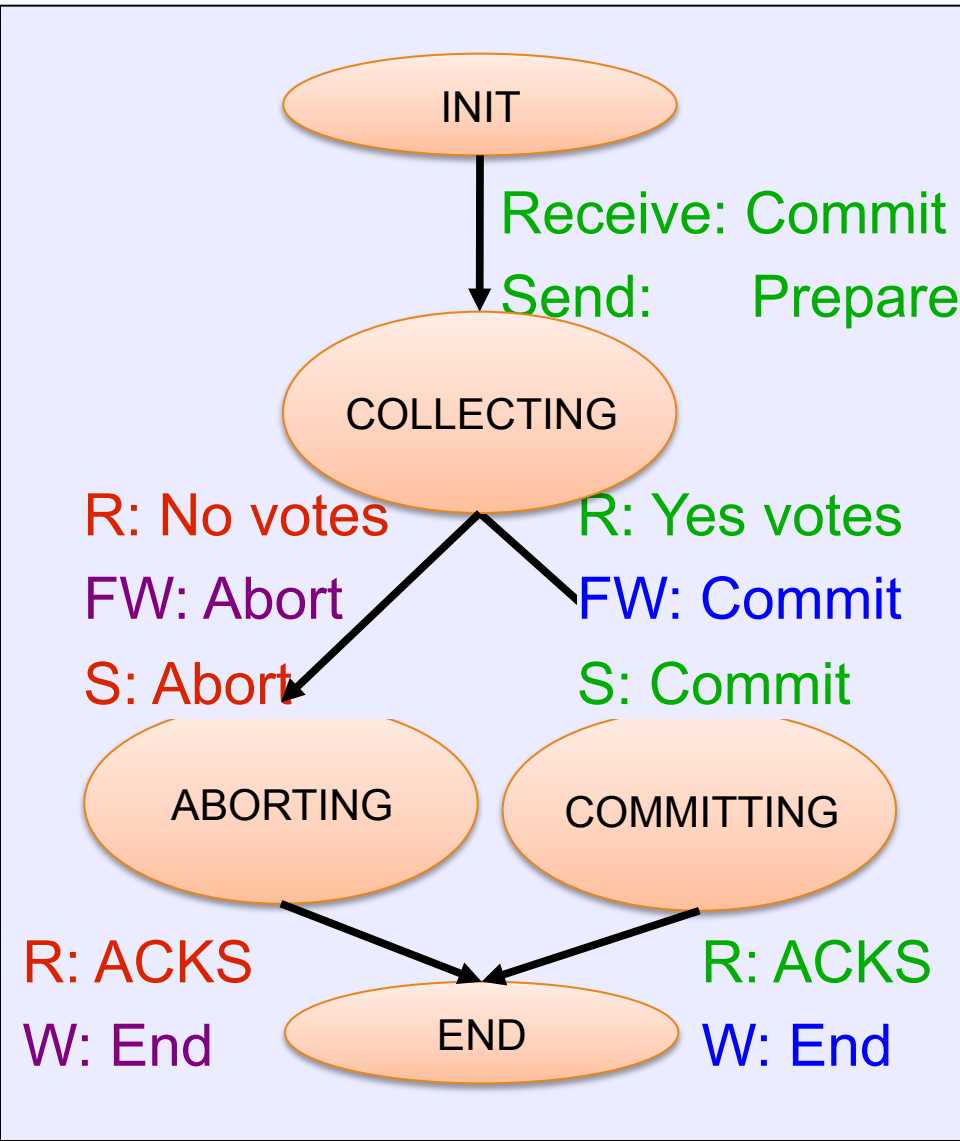 INIT
Receive: Commit
Send: Prepare
COLLECTING
R: No votes
FW: Abort
S: Abort
R: Yes votes
FW: Commit
S: Commit
ABORTING
COMMITTING
R: ACKS
W: End
END
R: ACKS
W: End